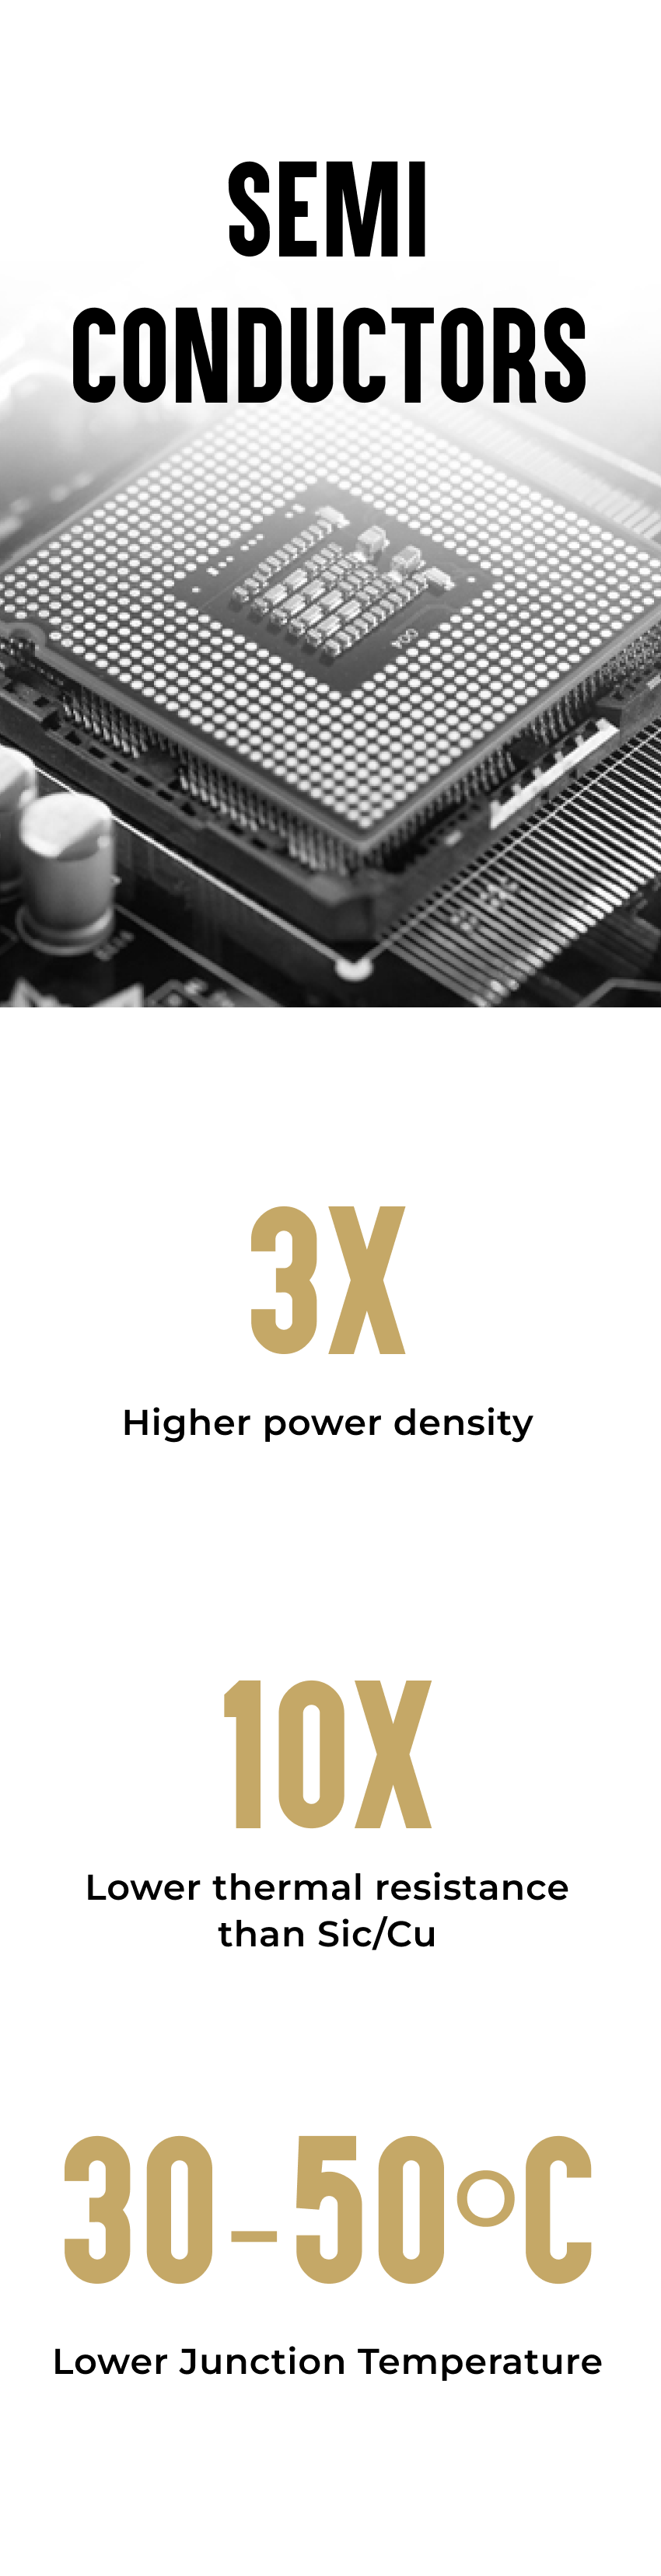 SEMI
CONDUCTORS
3X
Higher power density
10X
Lower thermal resistance
than Sic/Cu
30-50°C
Lower Junction Temperature